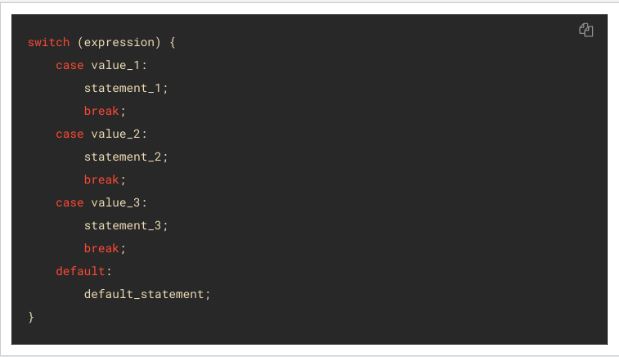 switch (expression) {
    case value_1:
        statement_1;
        break;
    case value_2:
        statement_2;
        break;
    case value_3:
        statement_3;
        break;
    default:
        default_statement;
}